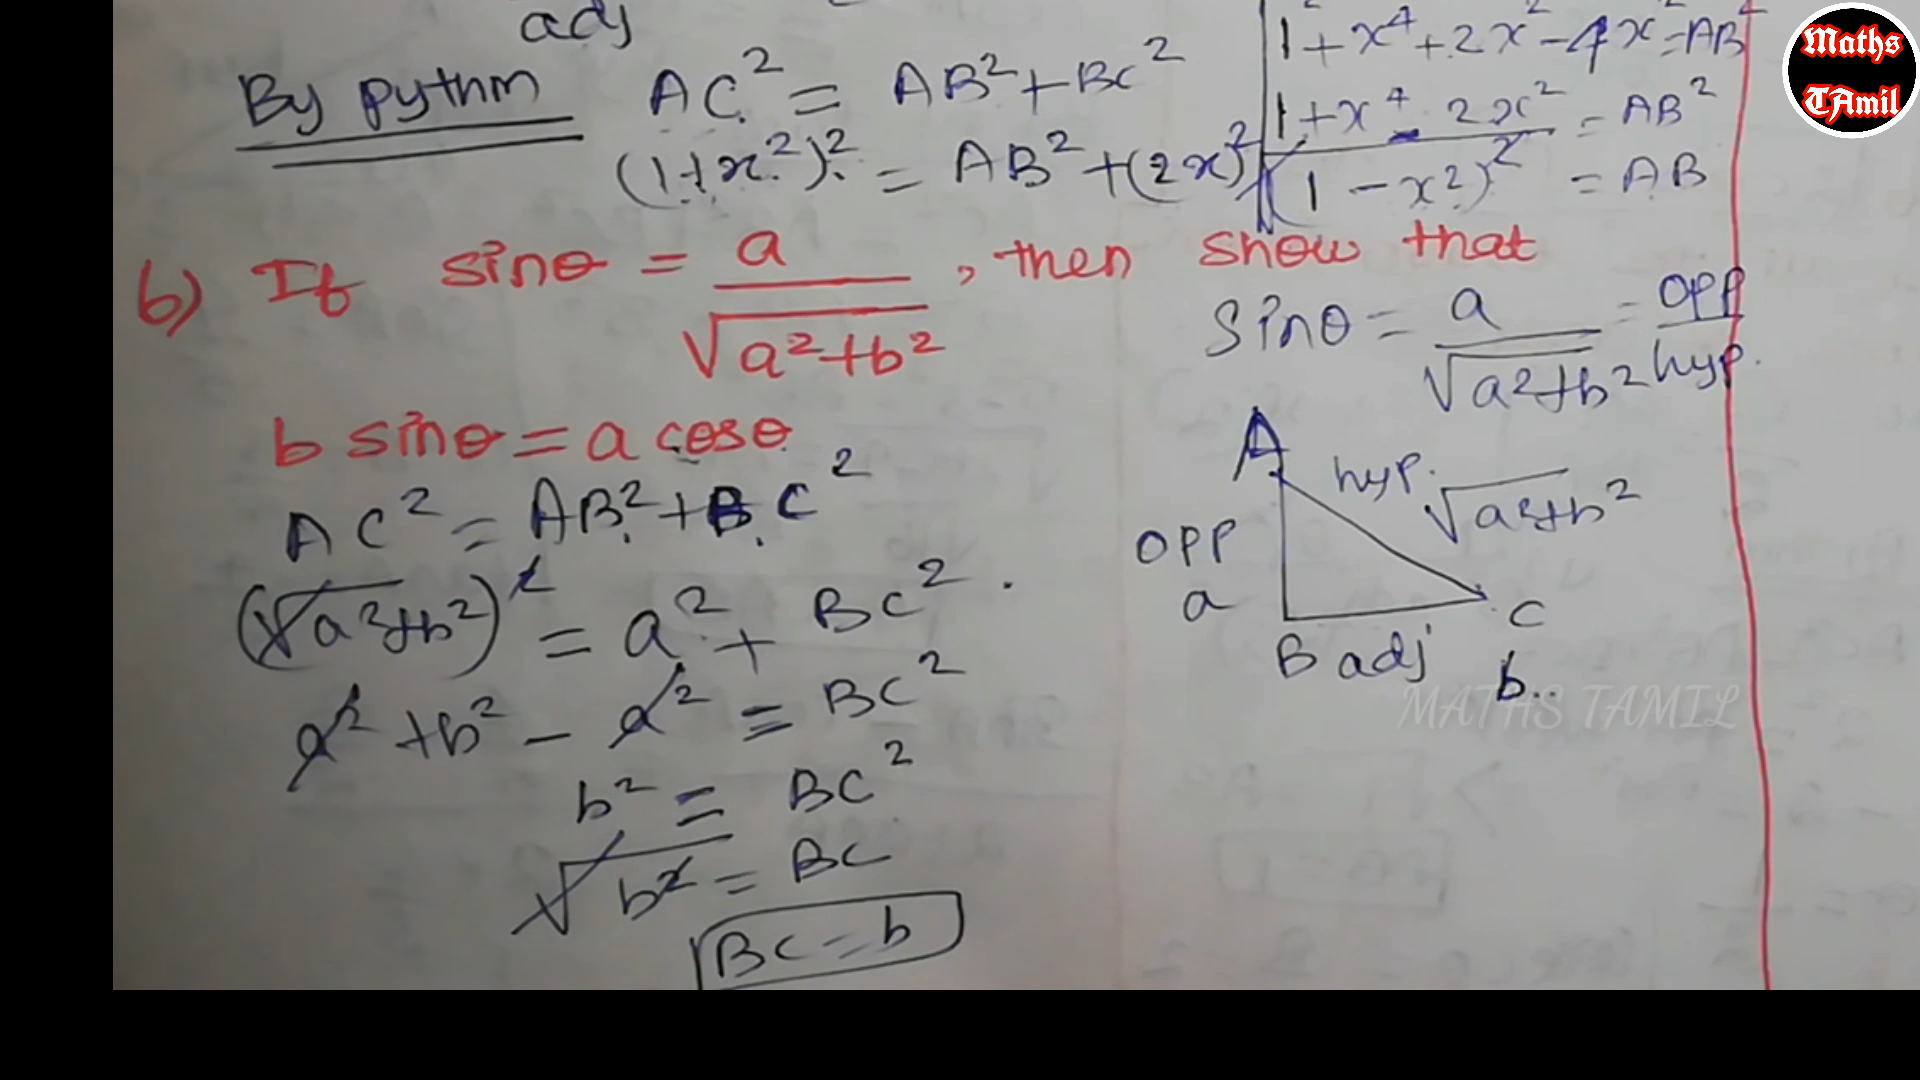 adj
By pythm AC² = AB² + BC²
(1+x²)² = AB² + (2x)²
1² + x⁴ + 2x² - 4x² = AB²
1 + x⁴ - 2x² = AB²
(1 - x²)² = AB
b) If sinθ = a / √a²+b² , then show that
b sinθ = a cosθ
sinθ = a / √a²+b² = opp / hyp.
AC² = AB² + BC²
(√a²+b²)² = a² + BC²
a² + b² - a² = BC²
b² = BC²
√b² = BC
BC = b
A
hyp. √a²+b²
opp
a
B adj C
b..
MATHS TAMIL
Maths
TAmil